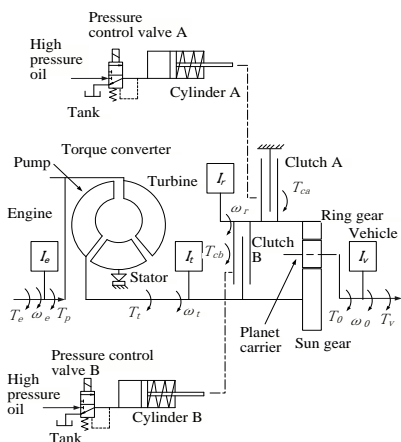 Pressure
control valve A
High
pressure
oil
Tank
Cylinder A
Torque converter
Pump
Turbine
Clutch A
I_r
T_ca
Engine
ω_r
Ring gear
Vehicle
T_cb
Clutch
B
I_e
I_t
I_v
Stator
T_e
ω_e
T_p
T_t
ω_t
T_0
ω_0
T_v
Planet
carrier
Sun gear
Pressure control
valve B
High
pressure
oil
Cylinder B
Tank